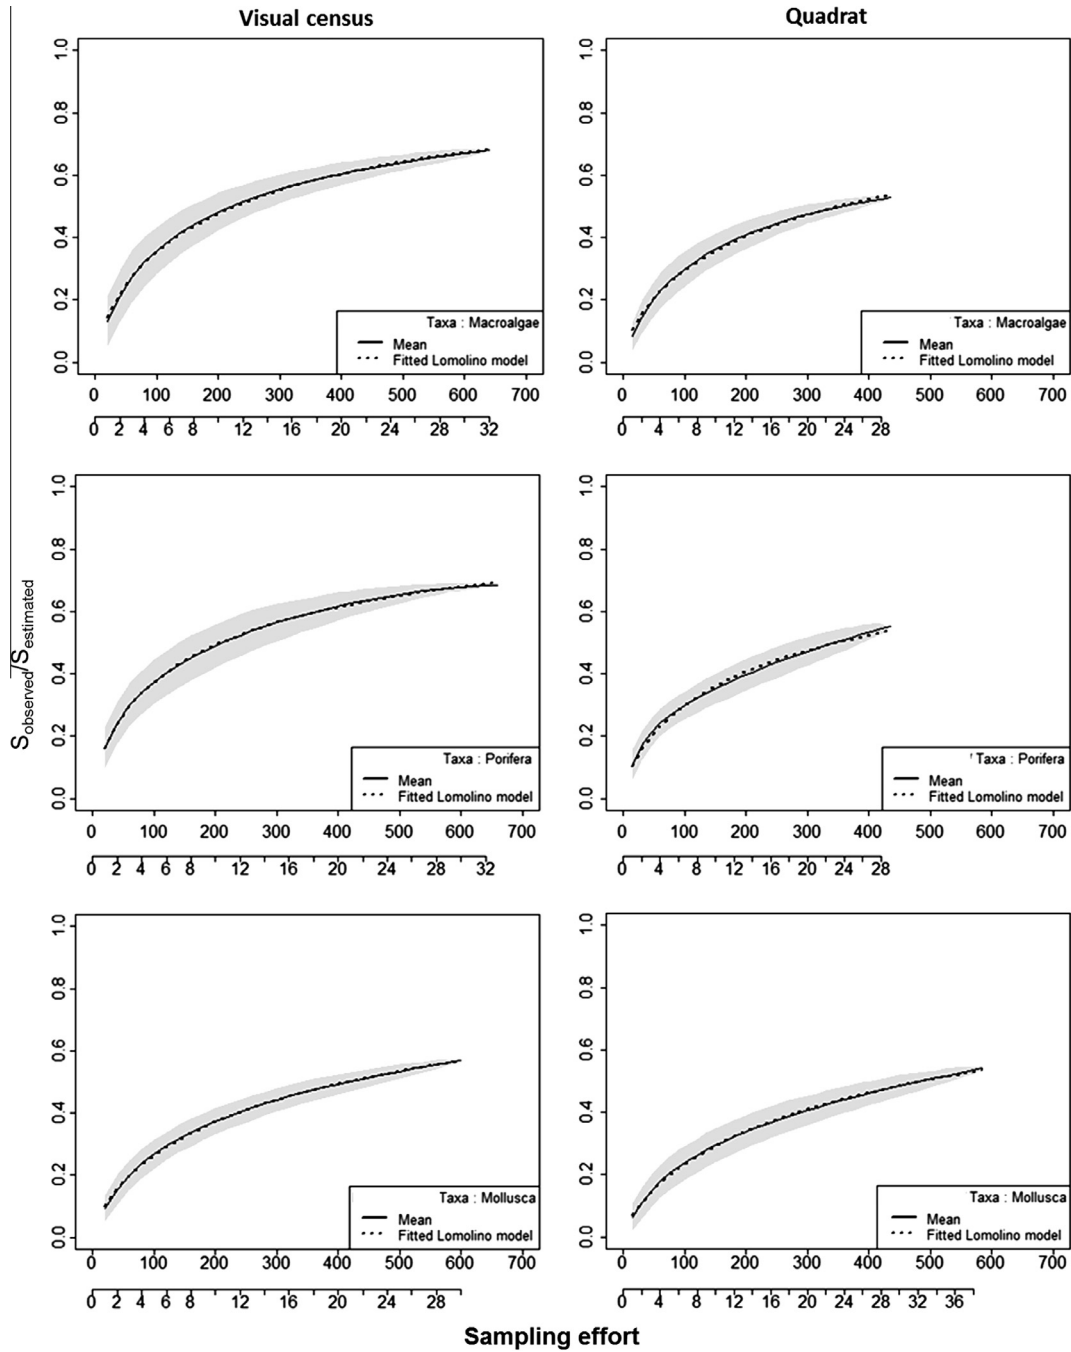 Visual census
Quadrat
1.0
0.8
0.6
0.4
0.2
0.0
Taxa : Macroalgae
Mean
Fitted Lomolino model
0 100 200 300 400 500 600 700
0 2 4 6 8 12 16 20 24 28 32
1.0
0.8
0.6
0.4
0.2
0.0
Taxa : Macroalgae
Mean
Fitted Lomolino model
0 100 200 300 400 500 600 700
0 4 8 12 16 20 24 28
Sobserved/Sestimated
1.0
0.8
0.6
0.4
0.2
0.0
Taxa : Porifera
Mean
Fitted Lomolino model
0 100 200 300 400 500 600 700
0 2 4 6 8 12 16 20 24 28 32
1.0
0.8
0.6
0.4
0.2
0.0
Taxa : Porifera
Mean
Fitted Lomolino model
0 100 200 300 400 500 600 700
0 4 8 12 16 20 24 28
1.0
0.8
0.6
0.4
0.2
0.0
Taxa : Mollusca
Mean
Fitted Lomolino model
0 100 200 300 400 500 600 700
0 2 4 6 8 12 16 20 24 28
1.0
0.8
0.6
0.4
0.2
0.0
Taxa : Mollusca
Mean
Fitted Lomolino model
0 100 200 300 400 500 600 700
0 4 8 12 16 20 24 28 32 36
Sampling effort